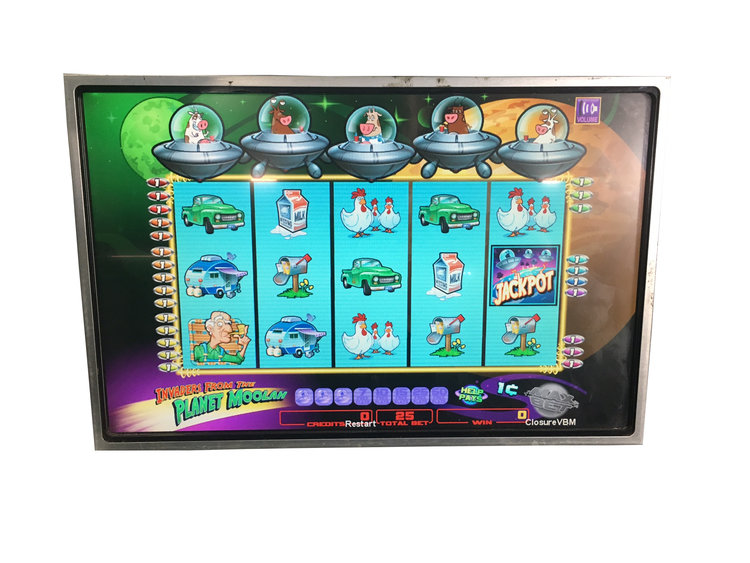 VOLUME
MILK
JACKPOT
INVADERS FROM THE
PLANET MOOLAH
HELP
PAYS
1¢
0
25
0
CREDITS
Restart
TOTAL BET
WIN
ClosureVBM